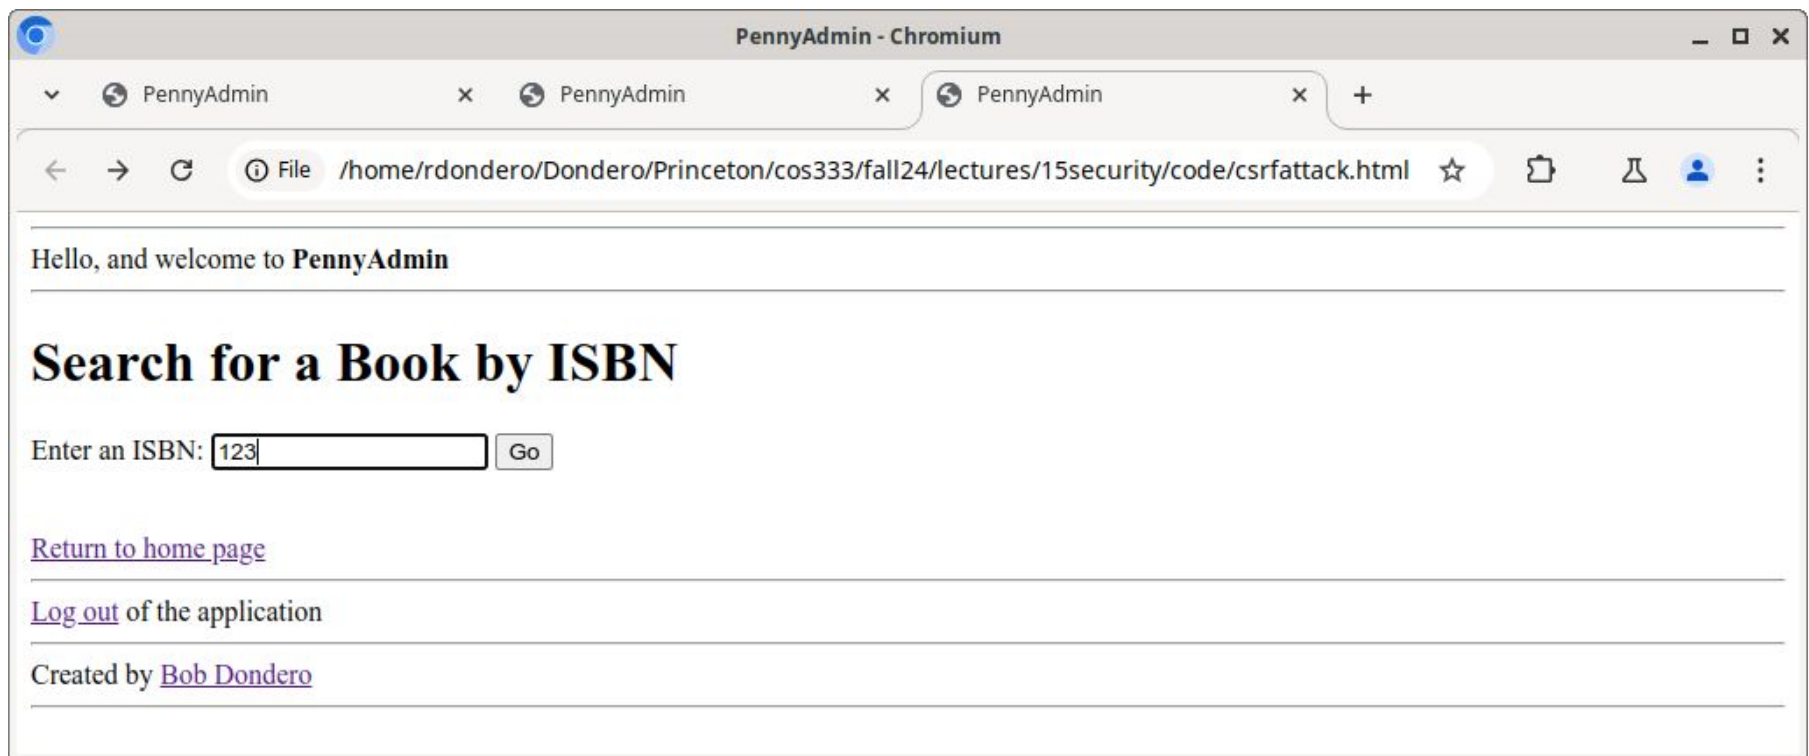 PennyAdmin - Chromium
PennyAdmin PennyAdmin PennyAdmin
File /home/rdondero/Dondero/Princeton/cos333/fall24/lectures/15security/code/csrfattack.html
Hello, and welcome to PennyAdmin
Search for a Book by ISBN
Enter an ISBN: 123 Go
Return to home page
Log out of the application
Created by Bob Dondero